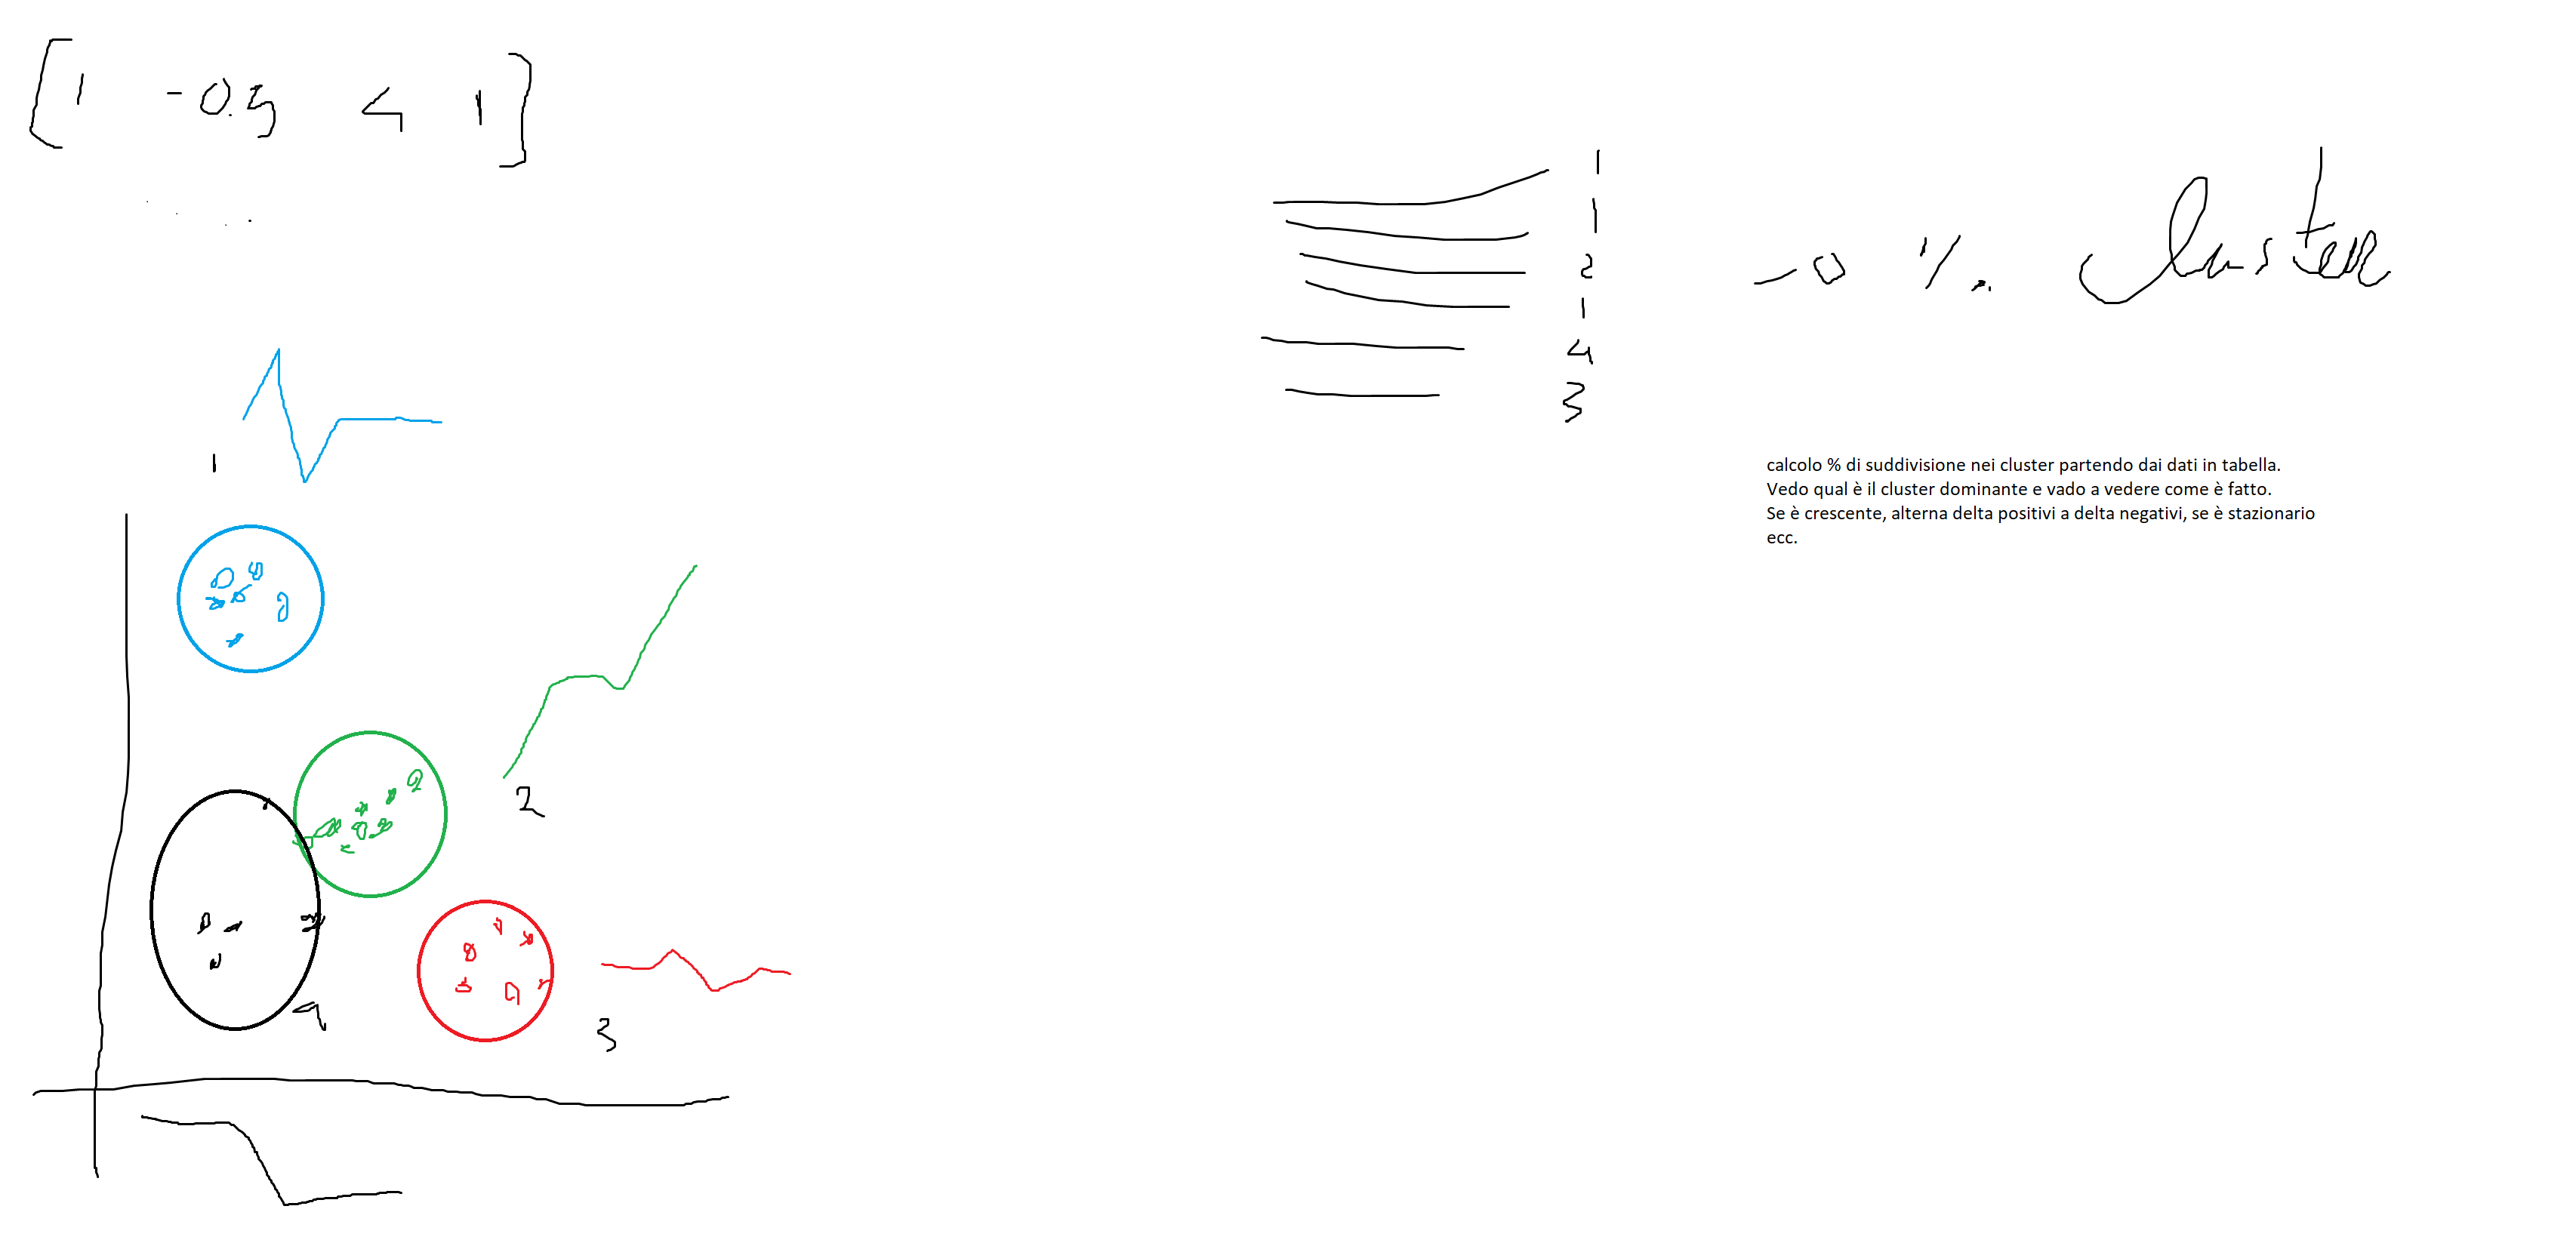 [1 -0.5 4 1]
1
1
2
1
4
3
% Cluster
calcolo % di suddivisione nei cluster partendo dai dati in tabella.
Vedo qual è il cluster dominante e vado a vedere come è fatto.
Se è crescente, alterna delta positivi a delta negativi, se è stazionario
ecc.
1
2
4
3